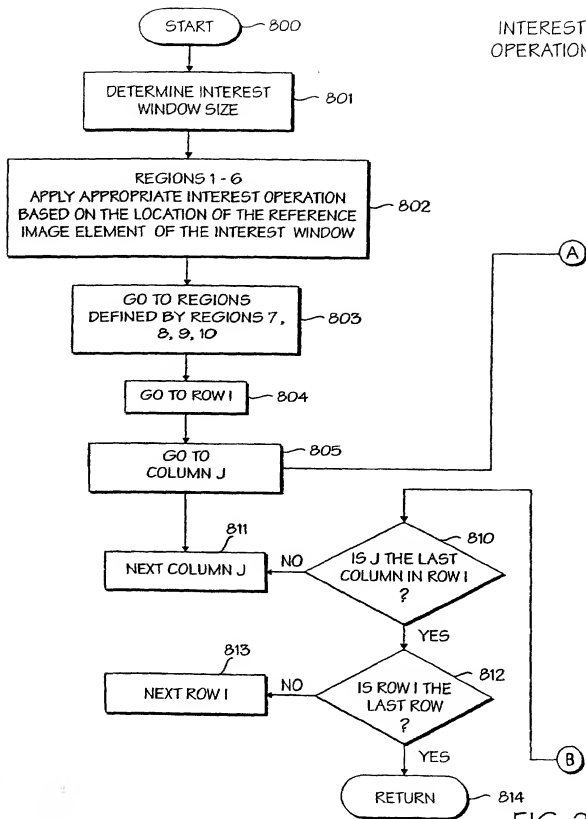 INTEREST
OPERATION
START
800
DETERMINE INTEREST
WINDOW SIZE
801
REGIONS 1 - 6
APPLY APPROPRIATE INTEREST OPERATION
BASED ON THE LOCATION OF THE REFERENCE
IMAGE ELEMENT OF THE INTEREST WINDOW
802
A
GO TO REGIONS
DEFINED BY REGIONS 7,
8, 9, 10
803
GO TO ROW I
804
GO TO
COLUMN J
805
811
NEXT COLUMN J
NO
810
IS J THE LAST
COLUMN IN ROW I
?
YES
813
NEXT ROW I
NO
812
IS ROW I THE
LAST ROW
?
YES
B
RETURN
814